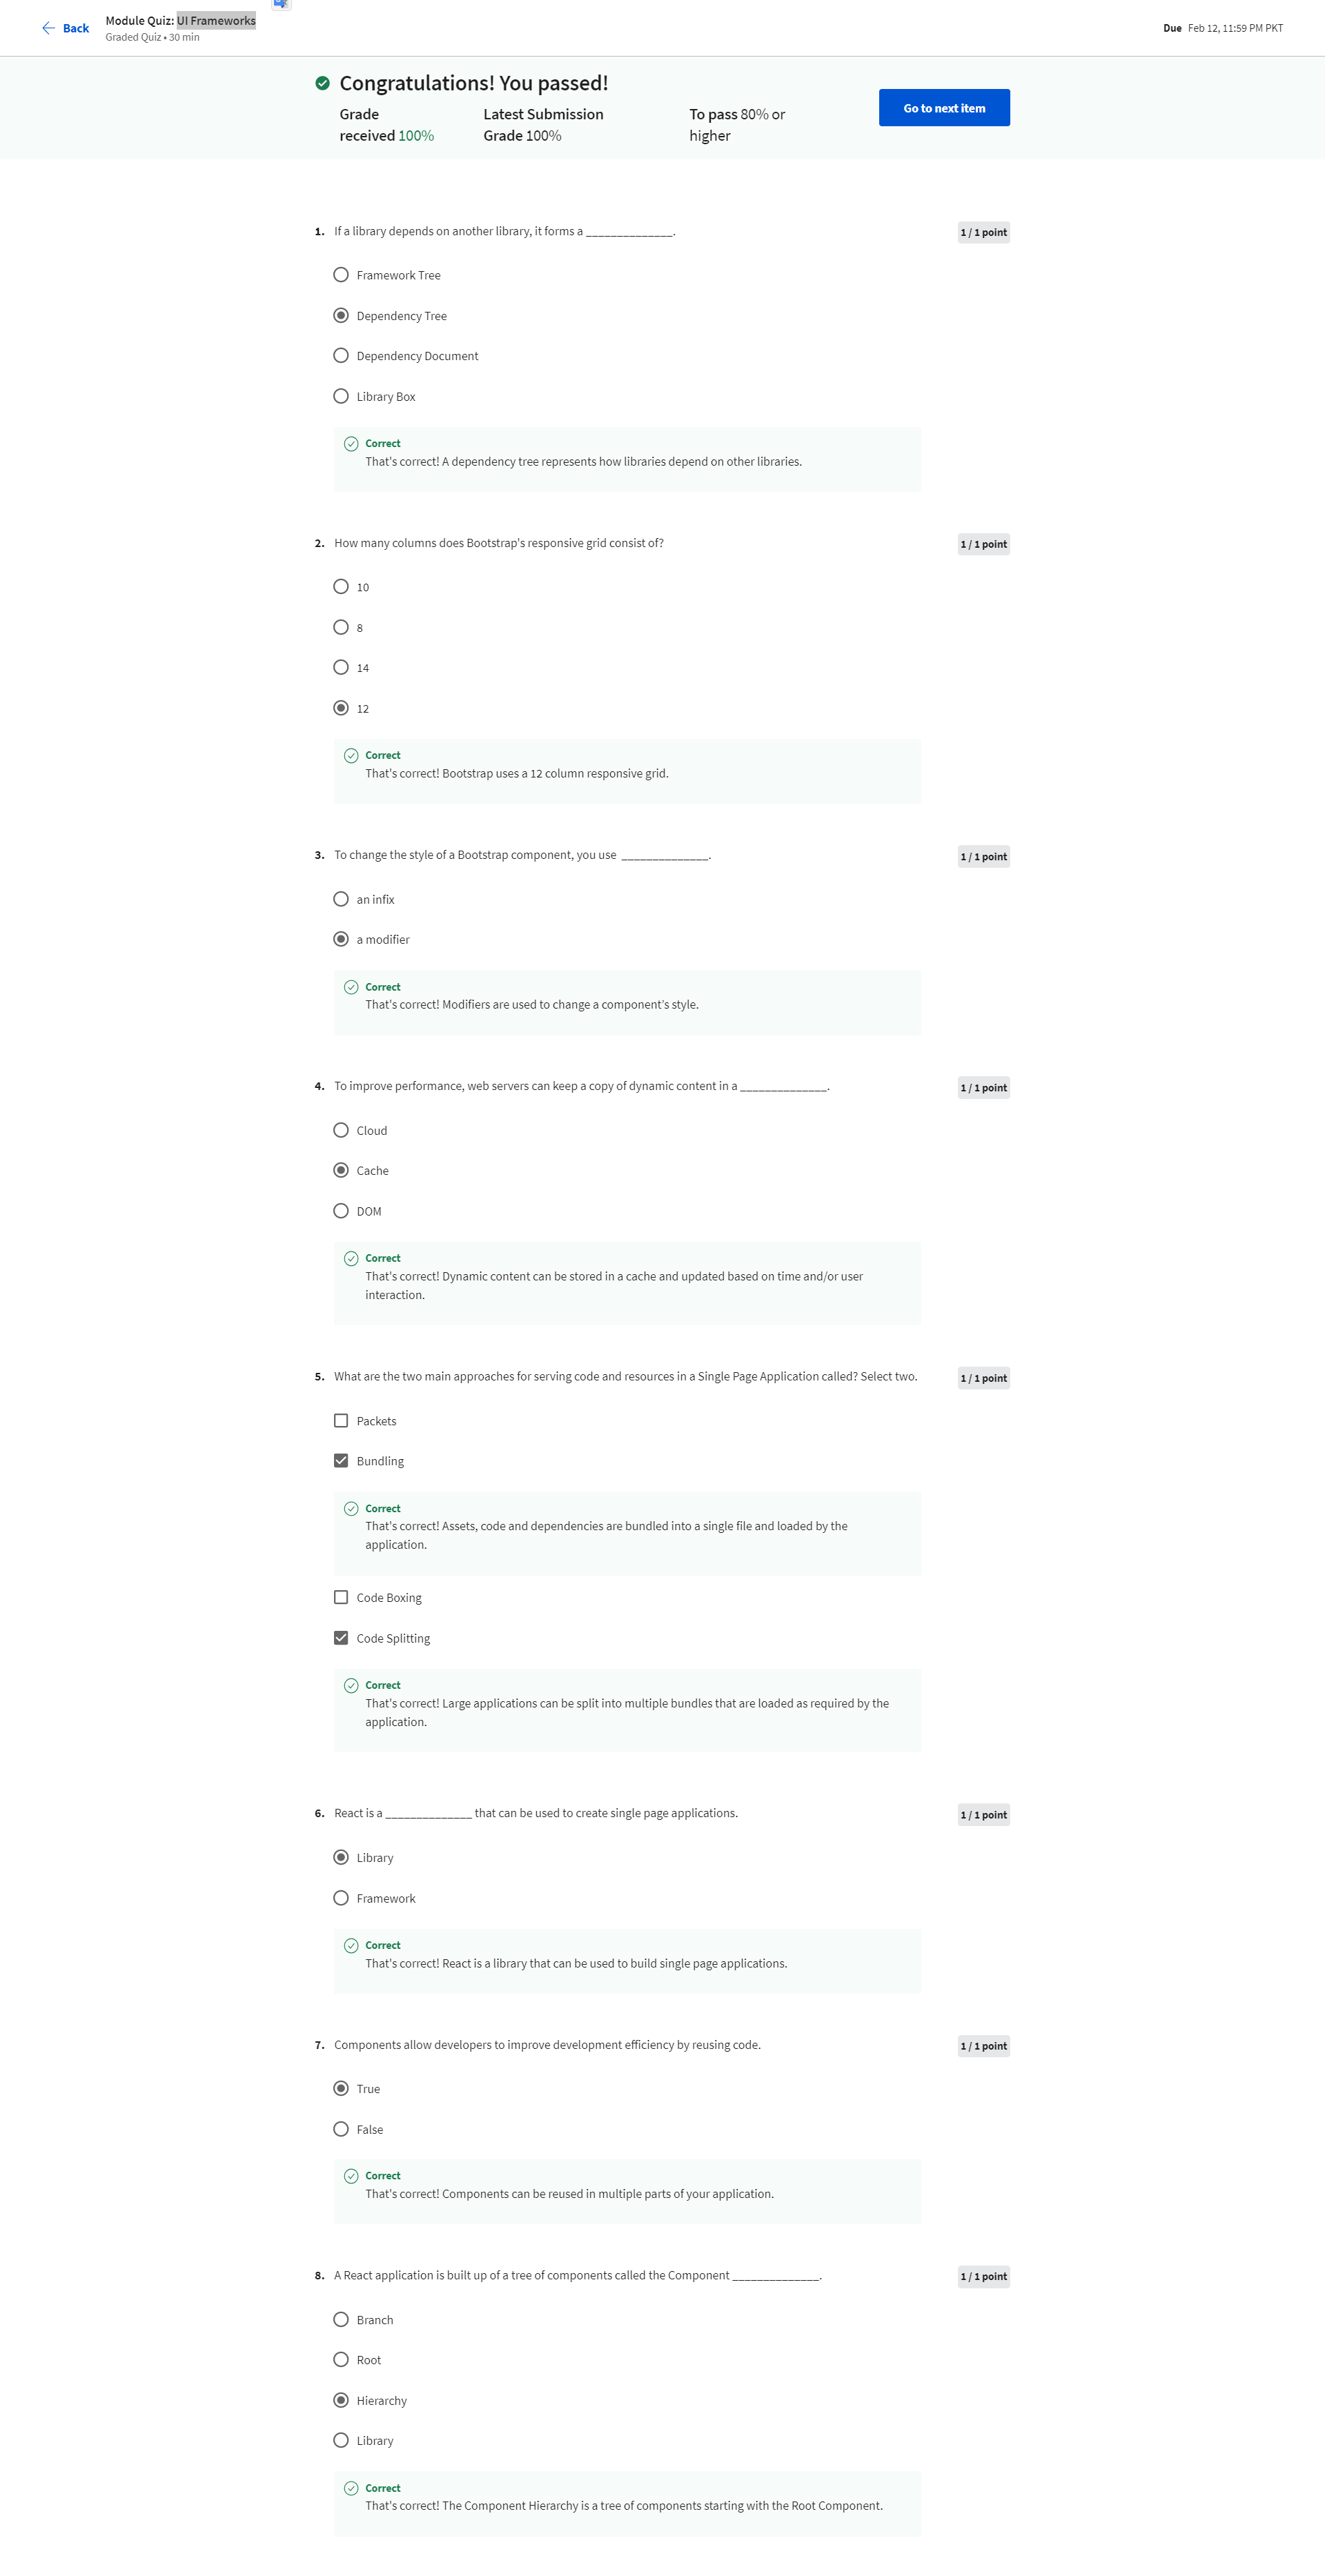 Back
Module Quiz: UI Frameworks
Graded Quiz • 30 min
Due Feb 12, 11:59 PM PKT
Congratulations! You passed!
Grade received 100%
Latest Submission Grade 100%
To pass 80% or higher
Go to next item
1. If a library depends on another library, it forms a ______________.
1 / 1 point
Framework Tree
Dependency Tree
Dependency Document
Library Box
Correct
That's correct! A dependency tree represents how libraries depend on other libraries.
2. How many columns does Bootstrap's responsive grid consist of?
1 / 1 point
10
8
14
12
Correct
That's correct! Bootstrap uses a 12 column responsive grid.
3. To change the style of a Bootstrap component, you use ______________.
1 / 1 point
an infix
a modifier
Correct
That's correct! Modifiers are used to change a component's style.
4. To improve performance, web servers can keep a copy of dynamic content in a ______________.
1 / 1 point
Cloud
Cache
DOM
Correct
That's correct! Dynamic content can be stored in a cache and updated based on time and/or user
interaction.
5. What are the two main approaches for serving code and resources in a Single Page Application called? Select two.
1 / 1 point
Packets
Bundling
Correct
That's correct! Assets, code and dependencies are bundled into a single file and loaded by the
application.
Code Boxing
Code Splitting
Correct
That's correct! Large applications can be split into multiple bundles that are loaded as required by the
application.
6. React is a ______________ that can be used to create single page applications.
1 / 1 point
Library
Framework
Correct
That's correct! React is a library that can be used to build single page applications.
7. Components allow developers to improve development efficiency by reusing code.
1 / 1 point
True
False
Correct
That's correct! Components can be reused in multiple parts of your application.
8. A React application is built up of a tree of components called the Component ______________.
1 / 1 point
Branch
Root
Hierarchy
Library
Correct
That's correct! The Component Hierarchy is a tree of components starting with the Root Component.